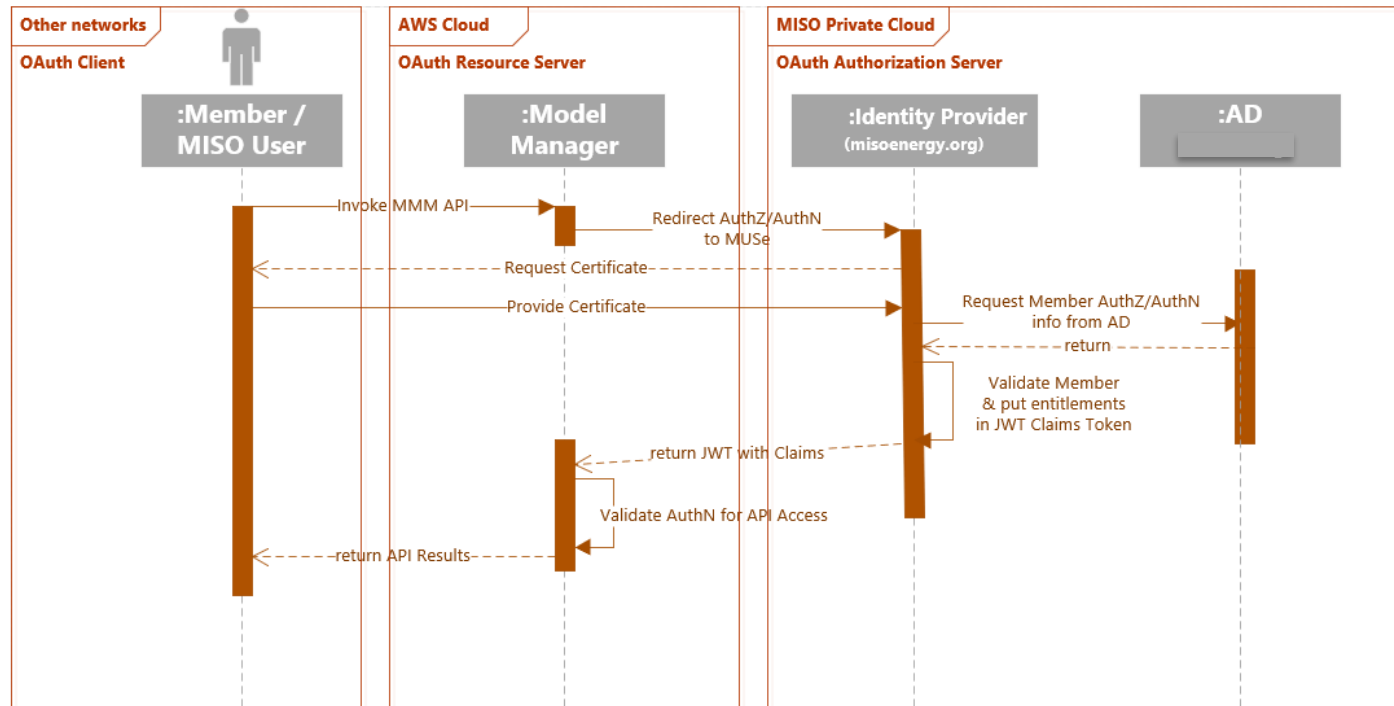 Other networks
OAuth Client
AWS Cloud
OAuth Resource Server
MISO Private Cloud
OAuth Authorization Server
:Member /
MISO User
:Model
Manager
:Identity Provider
(misoenergy.org)
:AD
Invoke MMM API
Redirect AuthZ/AuthN
to MUSe
Request Certificate
Provide Certificate
Request Member AuthZ/AuthN
info from AD
return
Validate Member
& put entitlements
in JWT Claims Token
return JWT with Claims
Validate AuthN for API Access
return API Results